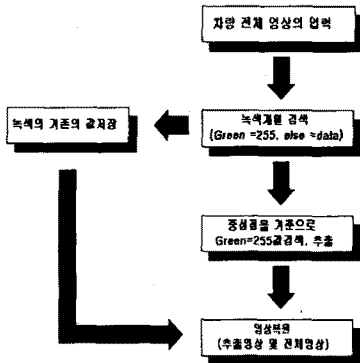 차량 전체 영상의 입력
녹색계열 검색
(Green =255, else =data)
녹색의 기존의 값저장
중심점을 기준으로
Green=255값검색, 추출
영상복원
(추출영상 및 전체영상)